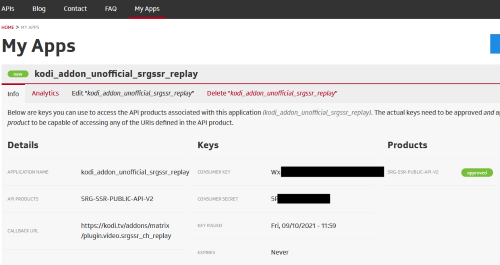 APIs Blog Contact FAQ My Apps
HOME > MY APPS
My Apps
new kodi_addon_unofficial_srgssr_replay
Info Analytics Edit "kodi_addon_unofficial_srgssr_replay" Delete "kodi_addon_unofficial_srgssr_replay"
Below are keys you can use to access the API products associated with this application (kodi_addon_unofficial_srgssr_replay). The actual keys need to be approved and a
product to be capable of accessing any of the URIs defined in the API product.
Details Keys Products
APPLICATION NAME kodi_addon_unofficial_srgssr_replay CONSUMER KEY Wx SRG-SSR-PUBLIC-API-V2 approved
API PRODUCTS SRG-SSR-PUBLIC-API-V2 CONSUMER SECRET
CALLBACK URL https://kodi.tv/addons/matrix KEY ISSUED Fri, 09/10/2021 - 11:59
/plugin.video.srgssr_ch_replay
EXPIRES Never